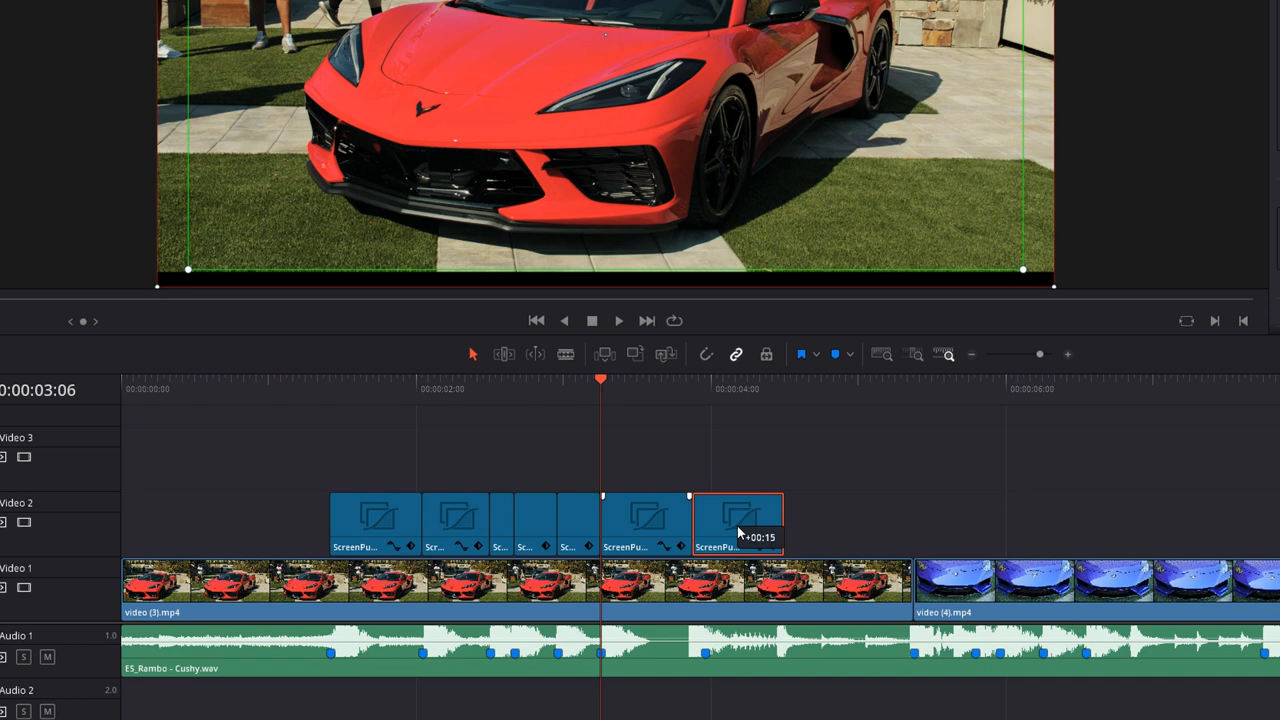 0:00:03:06
00:00:00:00
00:00:02:00
00:00:04:00
00:00:06:00
Video 3
Video 2
ScreenPu...
Scr...
Sc...
Sc...
Sc...
ScreenPu...
ScreenPu...
+00:15
Video 1
video (3).mp4
video (4).mp4
Audio 1
1.0
S
M
ES_Rambo - Cushy.wav
Audio 2
2.0
S
M